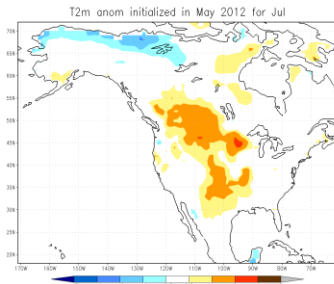 T2m anom initialized in May 2012 for Jul
70N
65N
60N
55N
50N
45N
40N
35N
30N
25N
20N
170W 160W 150W 140W 130W 120W 110W 100W 90W 80W 70W